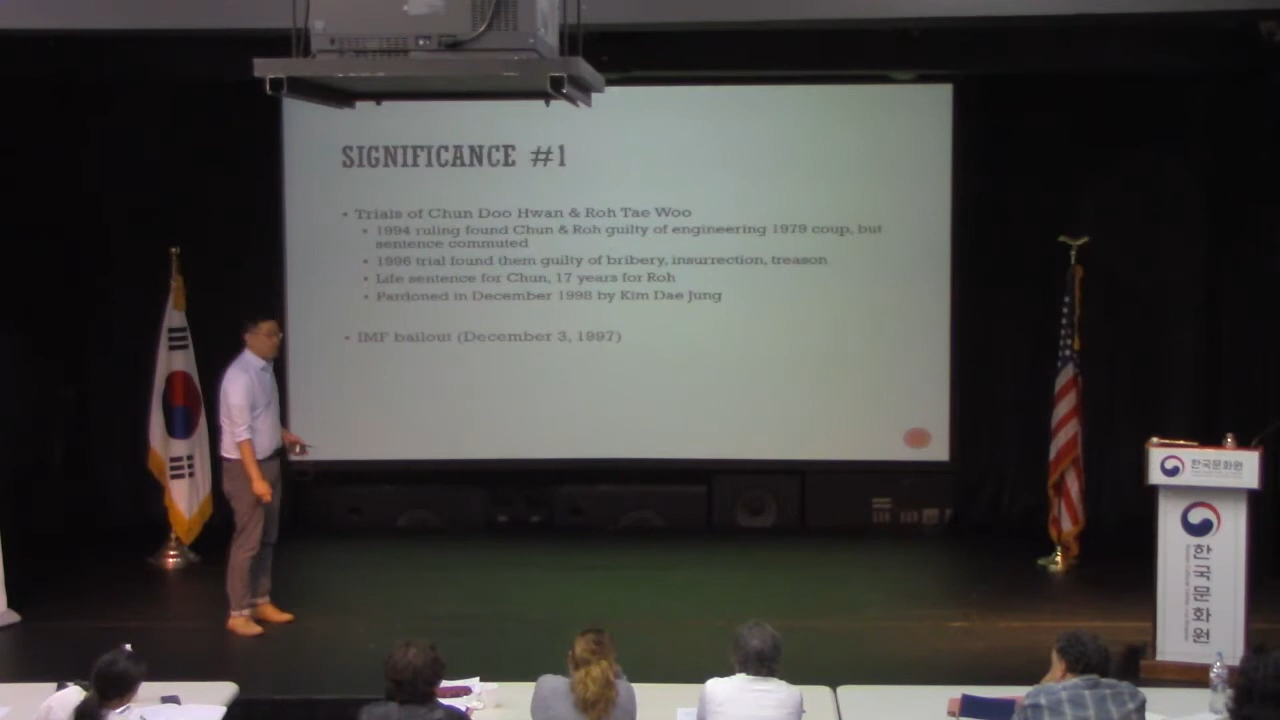 SIGNIFICANCE #1
• Trials of Chun Doo Hwan & Roh Tae Woo
• 1994 ruling found Chun & Roh guilty of engineering 1979 coup, but
sentence commuted
• 1996 trial found them guilty of bribery, insurrection, treason
• Life sentence for Chun, 17 years for Roh
• Pardoned in December 1998 by Kim Dae Jung
• IMF bailout (December 3, 1997)
한국문화원
한국문화원